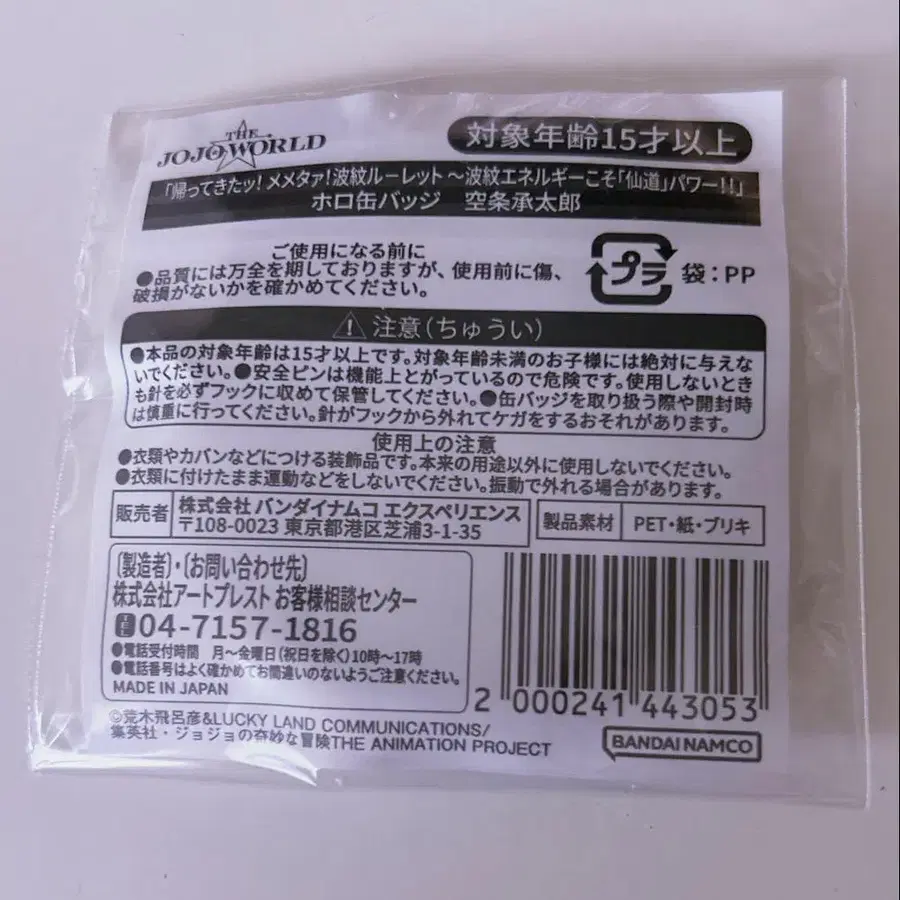 THE
JOJO WORLD
対象年齢15才以上
「帰ってきたッ! メメタァ!波紋ルーレット ～波紋エネルギーこそ「仙道」パワー!!」
ホロ缶バッジ 空条承太郎
ご使用になる前に
●品質には万全を期しておりますが、使用前に傷、
破損がないかを確かめてください。
プラ 袋:PP
⚠ 注意(ちゅうい)
●本品の対象年齢は15才以上です。対象年齢未満のお子様には絶対に与えな
いでください。●安全ピンは機能上とがっているので危険です。使用しないとき
も針を必ずフックに収めて保管してください。●缶バッジを取り扱う際や開封時
は慎重に行ってください。針がフックから外れてケガをするおそれがあります。
使用上の注意
●衣類やカバンなどにつける装飾品です。本来の用途以外に使用しないでください。
●衣類に付けたまま運動などをしないでください。振動で外れる場合があります。
販売者 株式会社 バンダイナムコ エクスペリエンス
〒108-0023 東京都港区芝浦3-1-35
製品素材 PET・紙・ブリキ
〔製造者〕・〔お問い合わせ先〕
株式会社アートプレスト お客様相談センター
TEL 04-7157-1816
●電話受付時間 月～金曜日(祝日を除く)10時～17時
●電話番号はよく確かめてお間違いのないようご注意ください。
MADE IN JAPAN
2 000241 443053
©荒木飛呂彦&LUCKY LAND COMMUNICATIONS/
集英社・ジョジョの奇妙な冒険THE ANIMATION PROJECT
BANDAI NAMCO